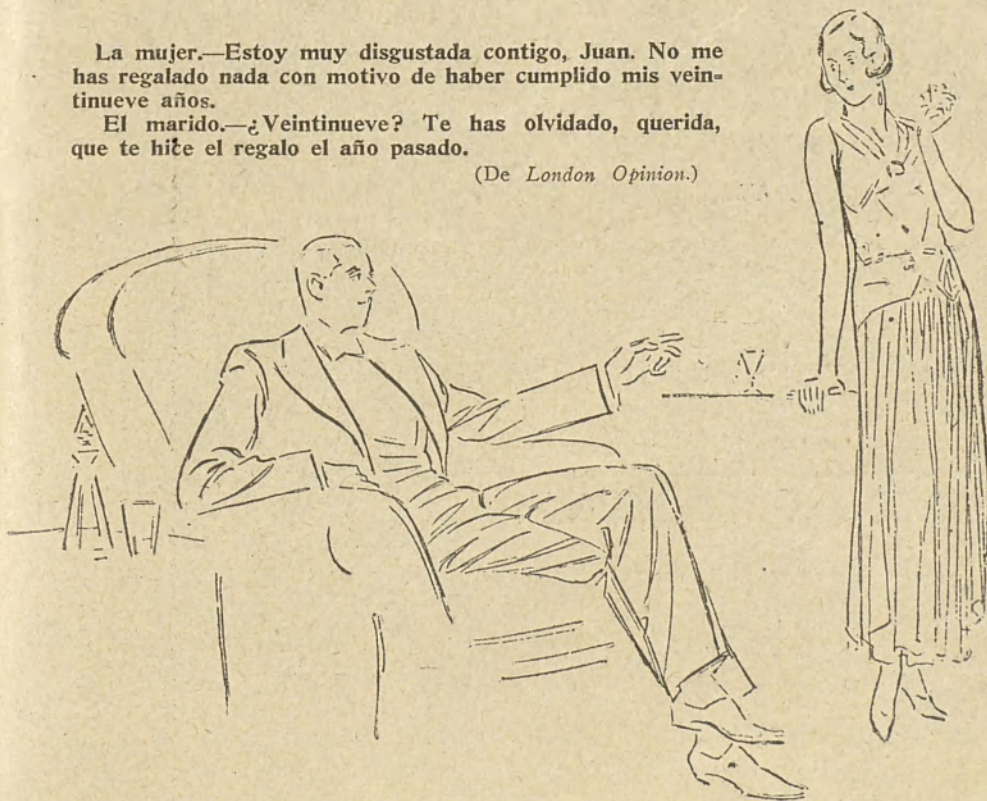 La mujer.—Estoy muy disgustada contigo, Juan. No me
has regalado nada con motivo de haber cumplido mis vein-
tinueve años.
El marido.—¿Veintinueve? Te has olvidado, querida,
que te hice el regalo el año pasado.
(De London Opinion.)